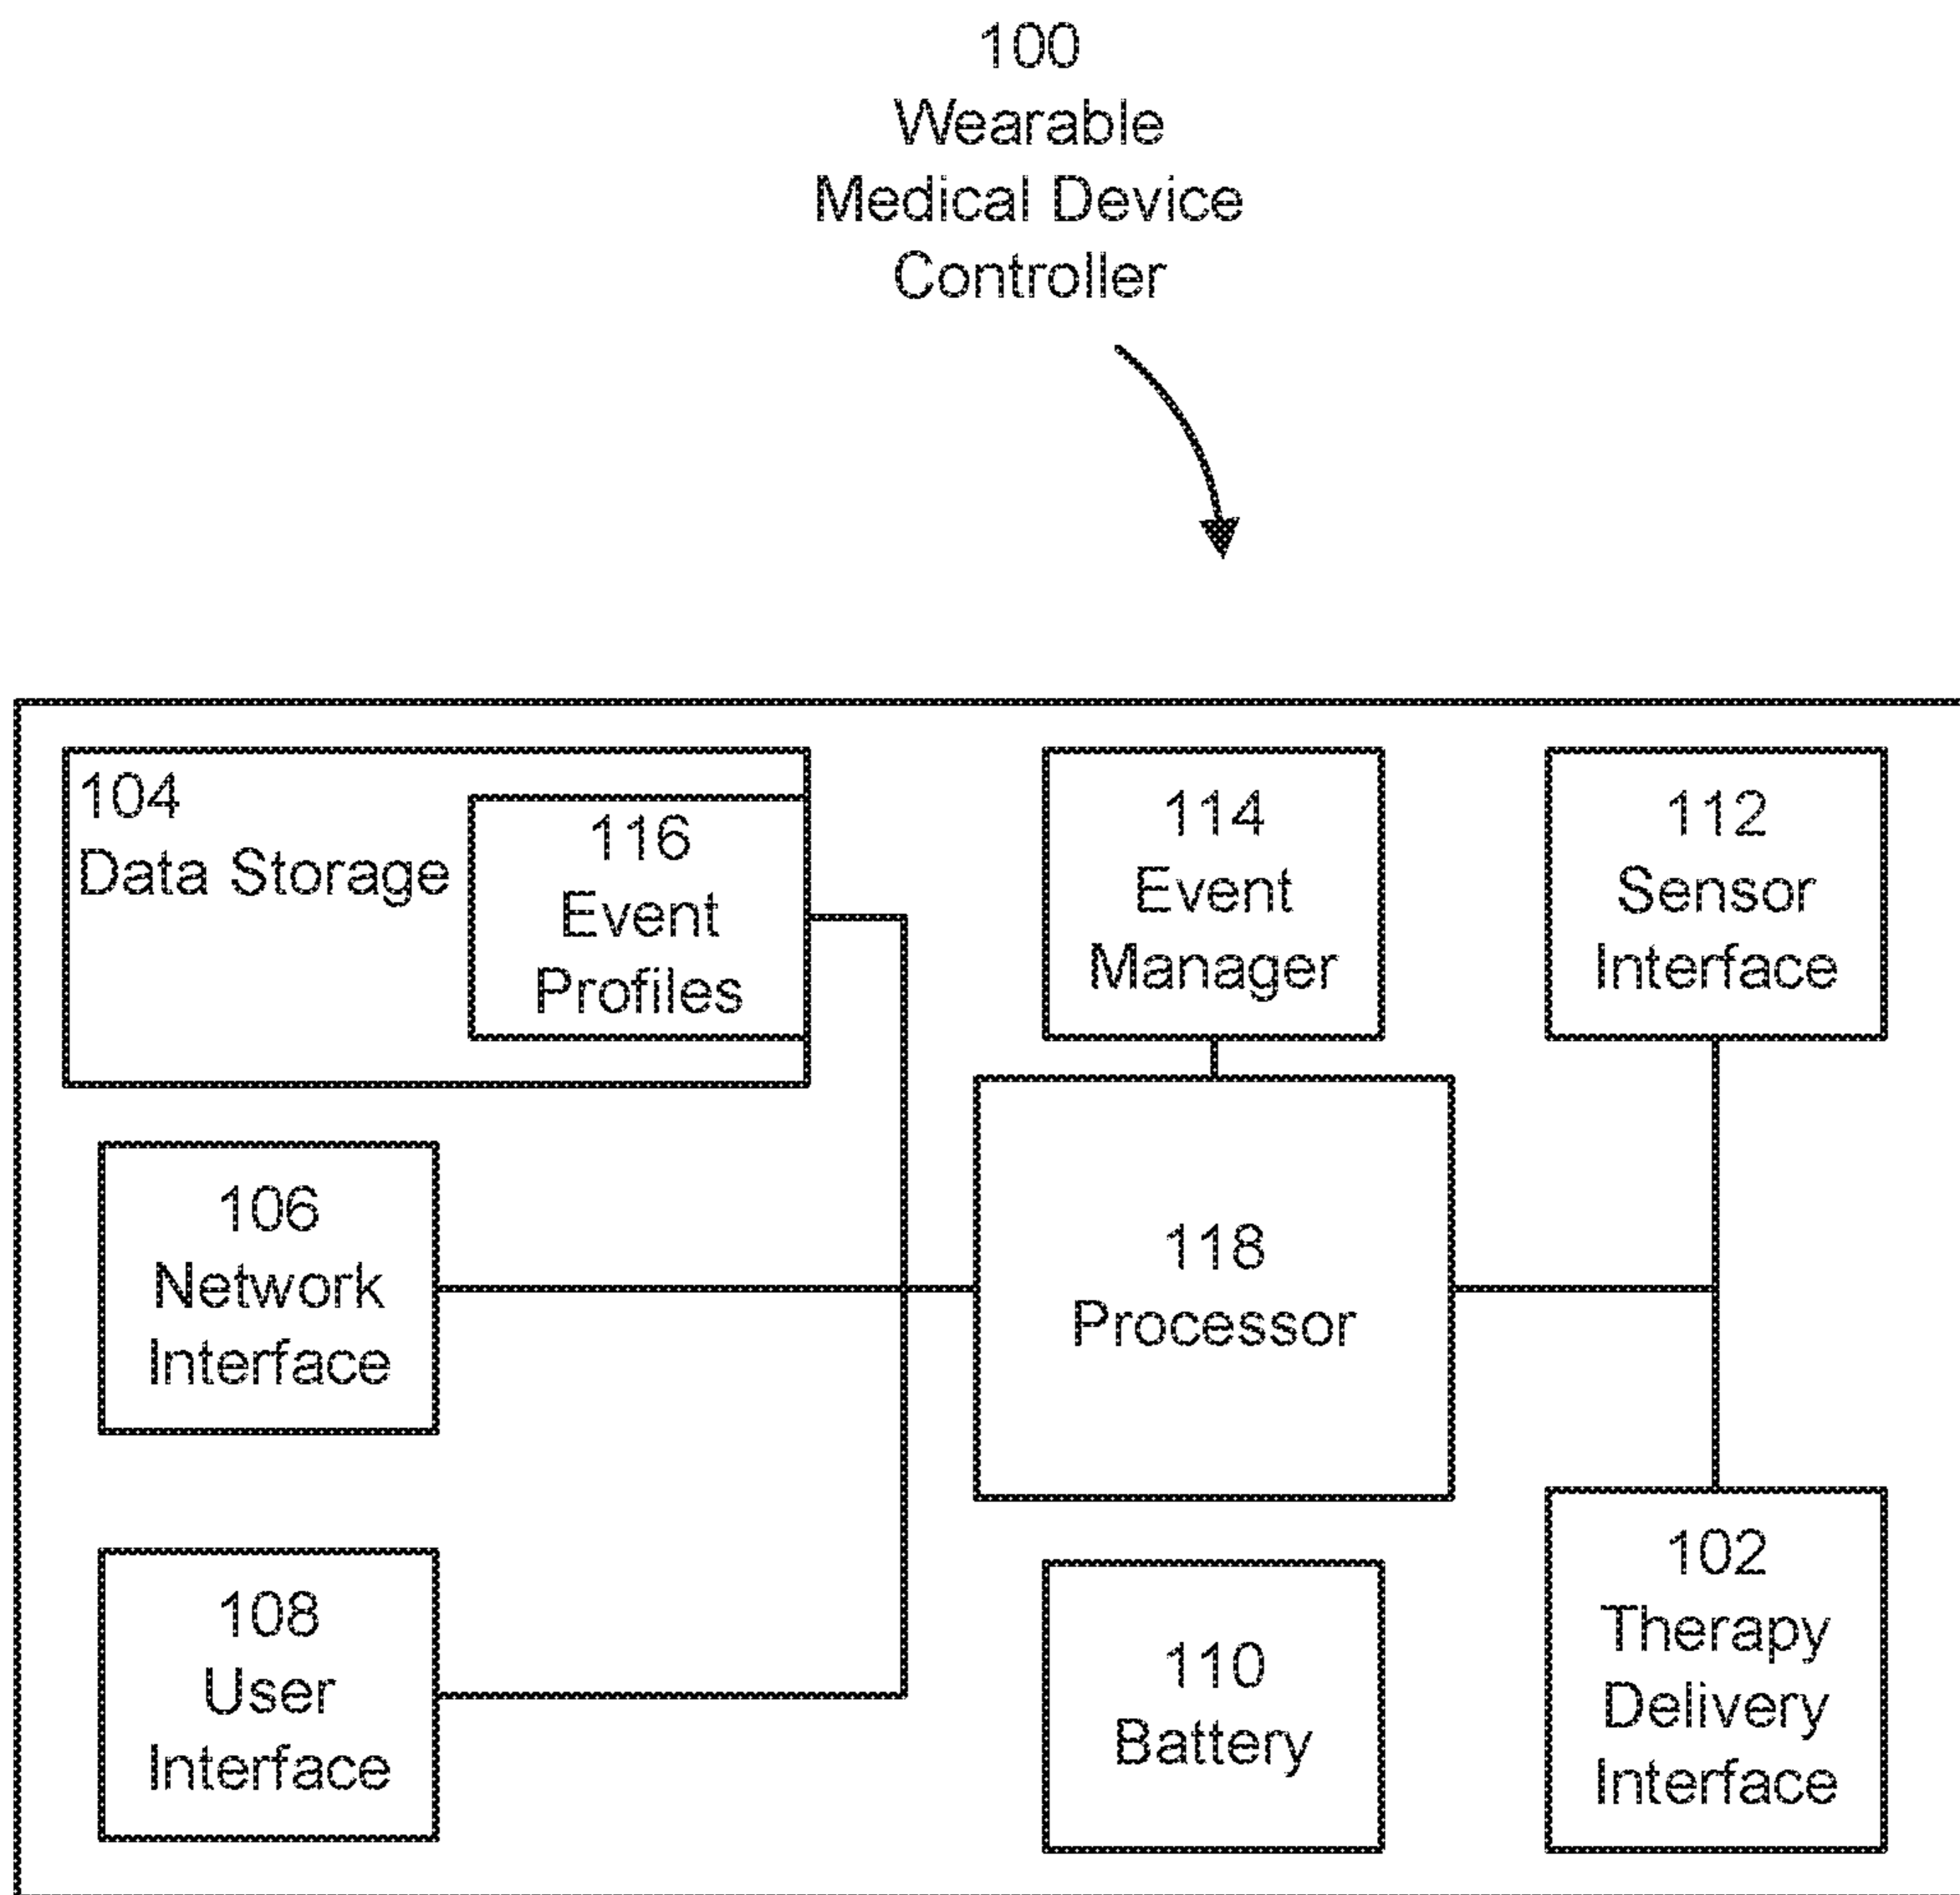 100
Wearable
Medical Device
Controller
104
Data Storage
116
Event
Profiles
114
Event
Manager
112
Sensor
Interface
106
Network
Interface
118
Processor
108
User
Interface
110
Battery
102
Therapy
Delivery
Interface